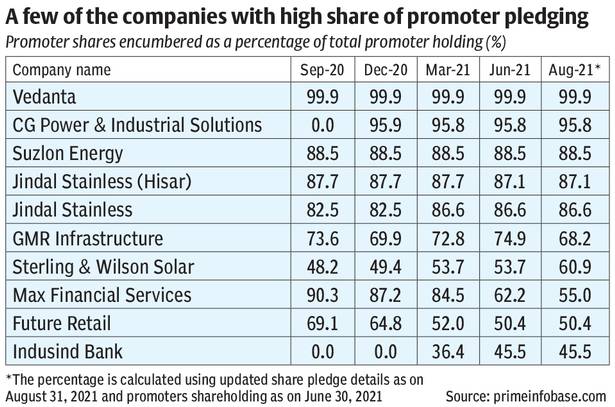 A few of the companies with high share of promoter pledging
Promoter shares encumbered as a percentage of total promoter holding (%)
Company name Sep-20 Dec-20 Mar-21 Jun-21 Aug-21*
Vedanta 99.9 99.9 99.9 99.9 99.9
CG Power & Industrial Solutions 0.0 95.9 95.8 95.8 95.8
Suzlon Energy 88.5 88.5 88.5 88.5 88.5
Jindal Stainless (Hisar) 87.7 87.7 87.7 87.1 87.1
Jindal Stainless 82.5 82.5 86.6 86.6 86.6
GMR Infrastructure 73.6 69.9 72.8 74.9 68.2
Sterling & Wilson Solar 48.2 49.4 53.7 53.7 60.9
Max Financial Services 90.3 87.2 84.5 62.2 55.0
Future Retail 69.1 64.8 52.0 50.4 50.4
Indusind Bank 0.0 0.0 36.4 45.5 45.5
*The percentage is calculated using updated share pledge details as on
August 31, 2021 and promoters shareholding as on June 30, 2021 Source: primeinfobase.com